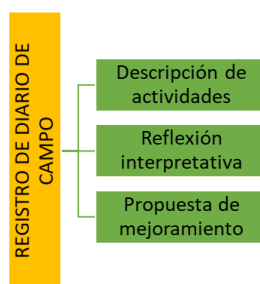 REGISTRO DE DIARIO DE
CAMPO
Descripción de
actividades
Reflexión
interpretativa
Propuesta de
mejoramiento